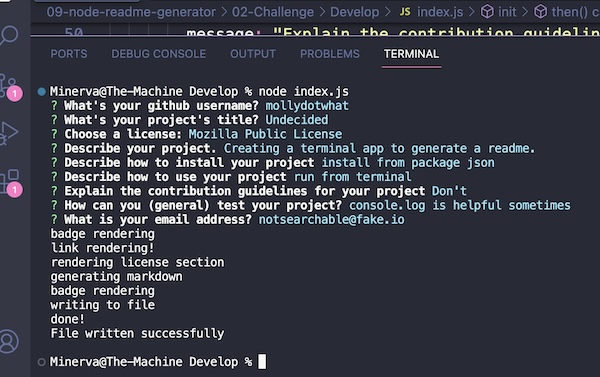 09-node-readme-generator > 02-Challenge > Develop > JS index.js > init > then() c
50 message: "Explain the contribution guidelin
PORTS DEBUG CONSOLE OUTPUT PROBLEMS TERMINAL
Minerva@The-Machine Develop % node index.js
? What's your github username? mollydotwhat
? What's your project's title? Undecided
? Choose a license: Mozilla Public License
? Describe your project. Creating a terminal app to generate a readme.
? Describe how to install your project install from package json
? Describe how to use your project run from terminal
? Explain the contribution guidelines for your project Don't
? How can you (general) test your project? console.log is helpful sometimes
? What is your email address? notsearchable@fake.io
badge rendering
link rendering!
rendering license section
generating markdown
badge rendering
writing to file
done!
File written successfully
Minerva@The-Machine Develop %
1
1